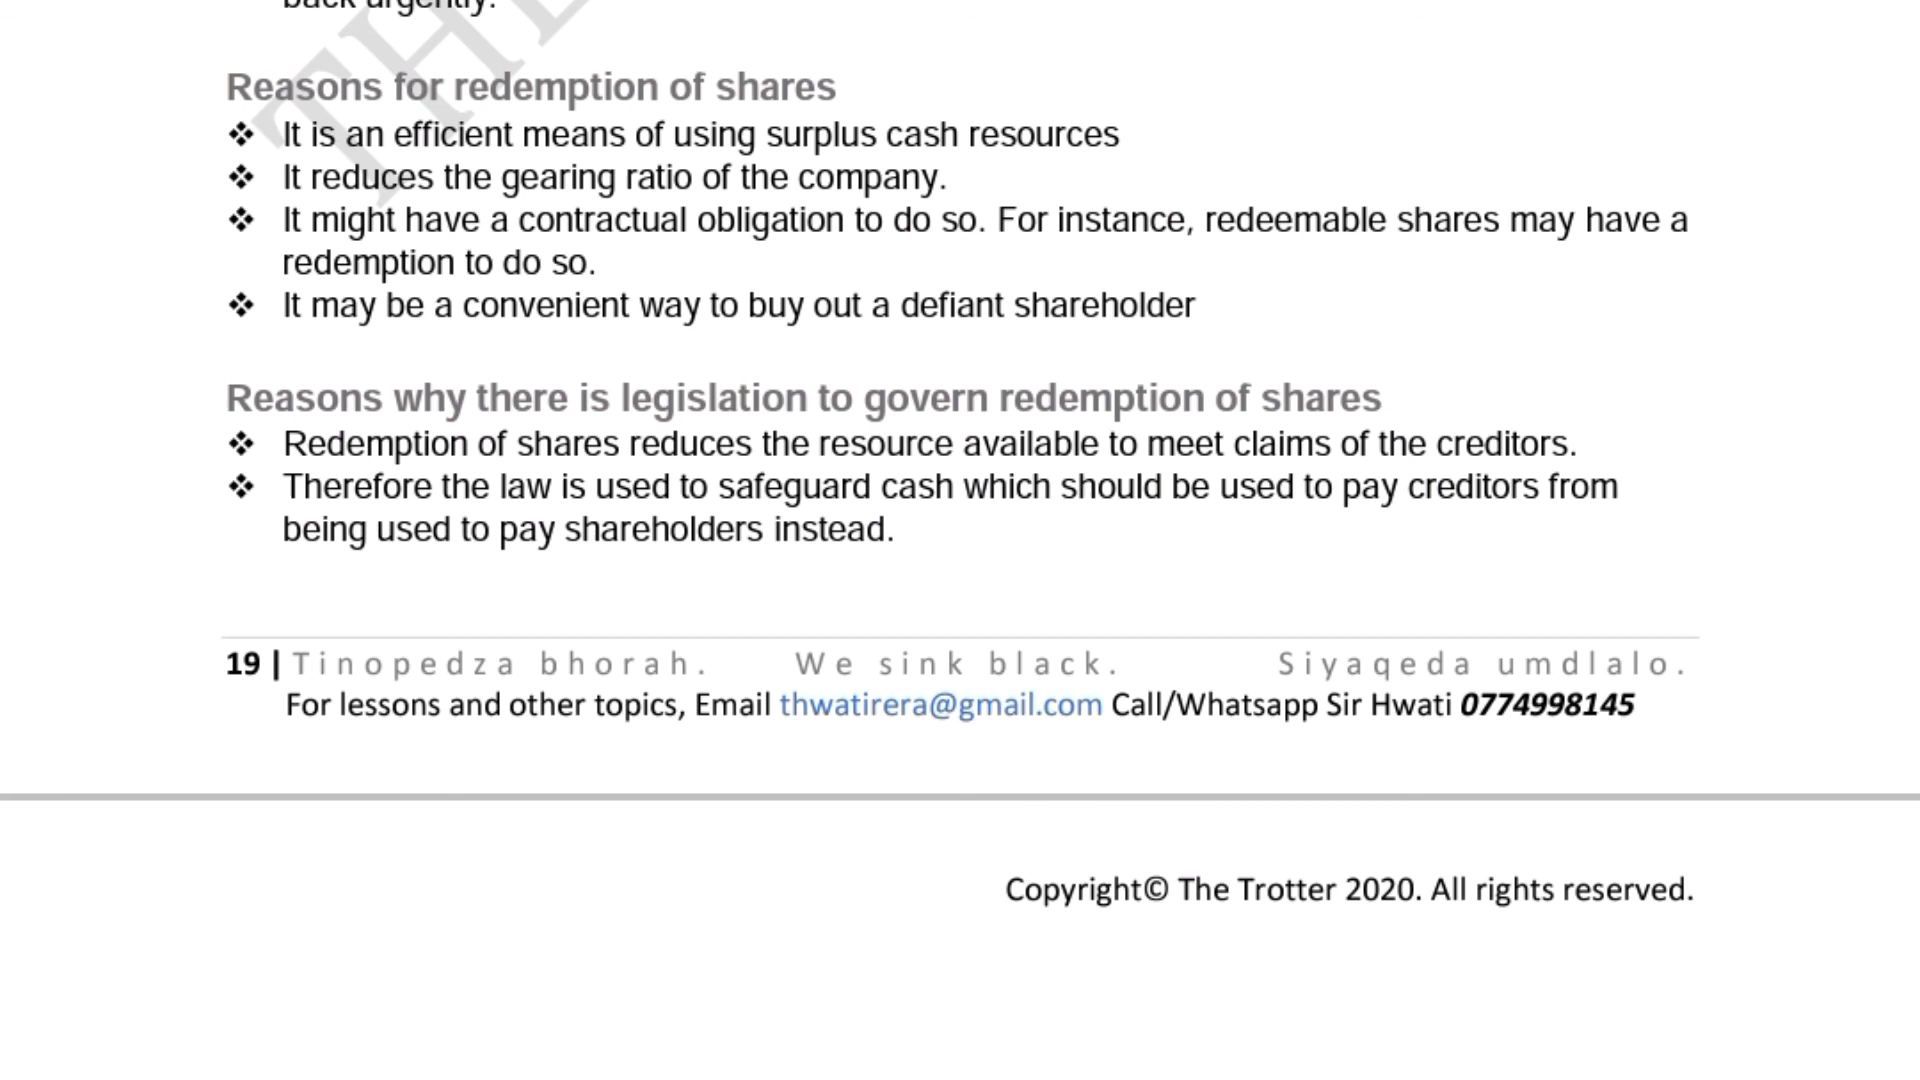 back urgently.
THE
Reasons for redemption of shares
❖ It is an efficient means of using surplus cash resources
❖ It reduces the gearing ratio of the company.
❖ It might have a contractual obligation to do so. For instance, redeemable shares may have a
redemption to do so.
❖ It may be a convenient way to buy out a defiant shareholder
Reasons why there is legislation to govern redemption of shares
❖ Redemption of shares reduces the resource available to meet claims of the creditors.
❖ Therefore the law is used to safeguard cash which should be used to pay creditors from
being used to pay shareholders instead.
19 | Tinopedza bhorah. We sink black. Siyaqeda umdlalo.
For lessons and other topics, Email thwatirera@gmail.com Call/Whatsapp Sir Hwati 0774998145
Copyright© The Trotter 2020. All rights reserved.